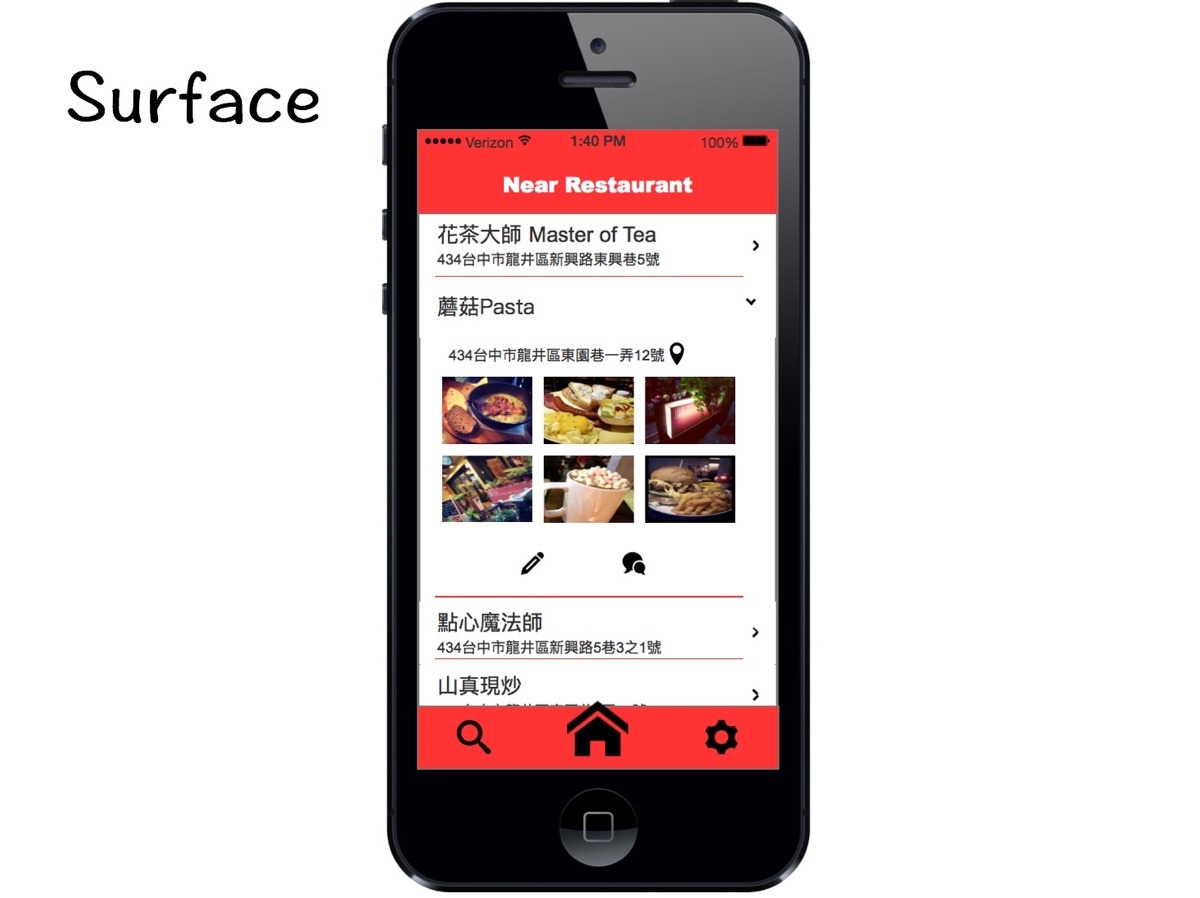 Surface
Verizon 1:40 PM 100%
Near Restaurant
花茶大師 Master of Tea
434台中市龍井區新興路東興巷5號
蘑菇Pasta
434台中市龍井區東園巷一弄12號
點心魔法師
434台中市龍井區新興路5巷3之1號
山真現炒